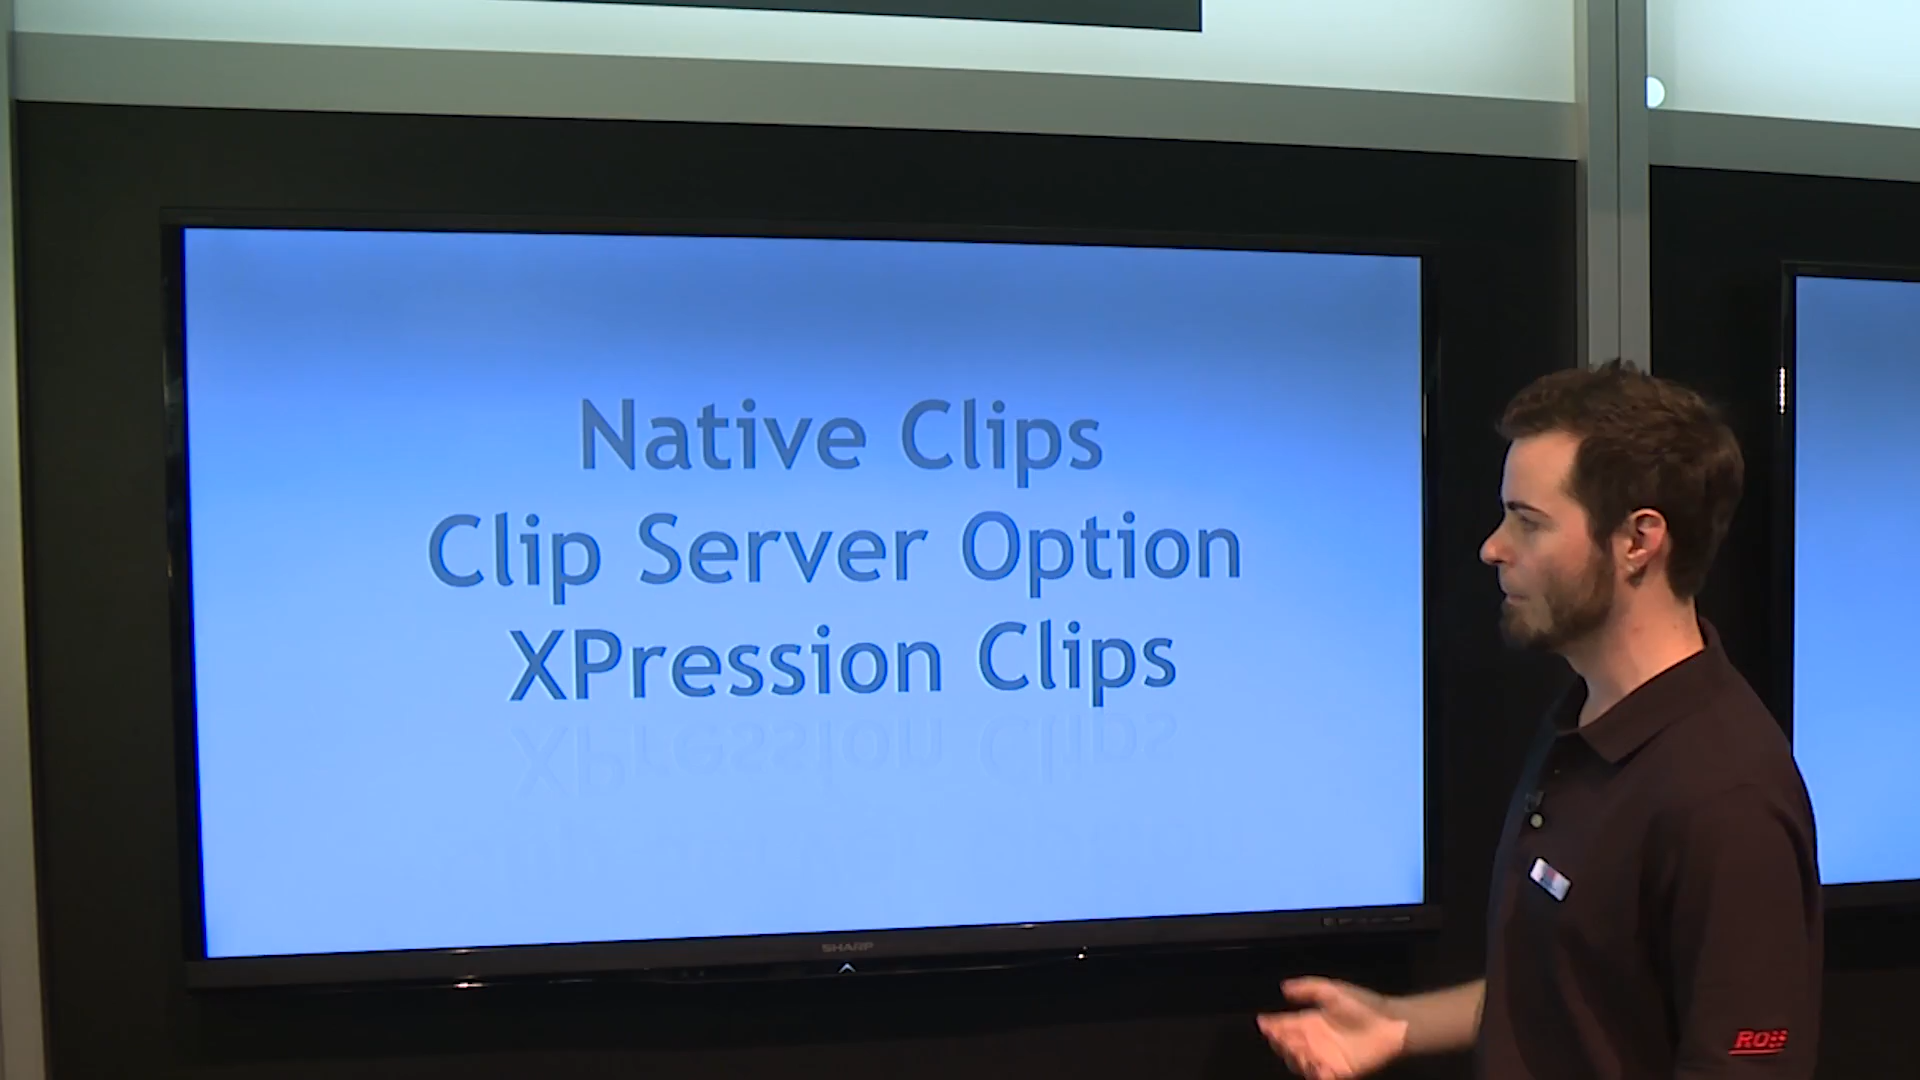 Native Clips
Clip Server Option
XPression Clips
SHARP
ROSS